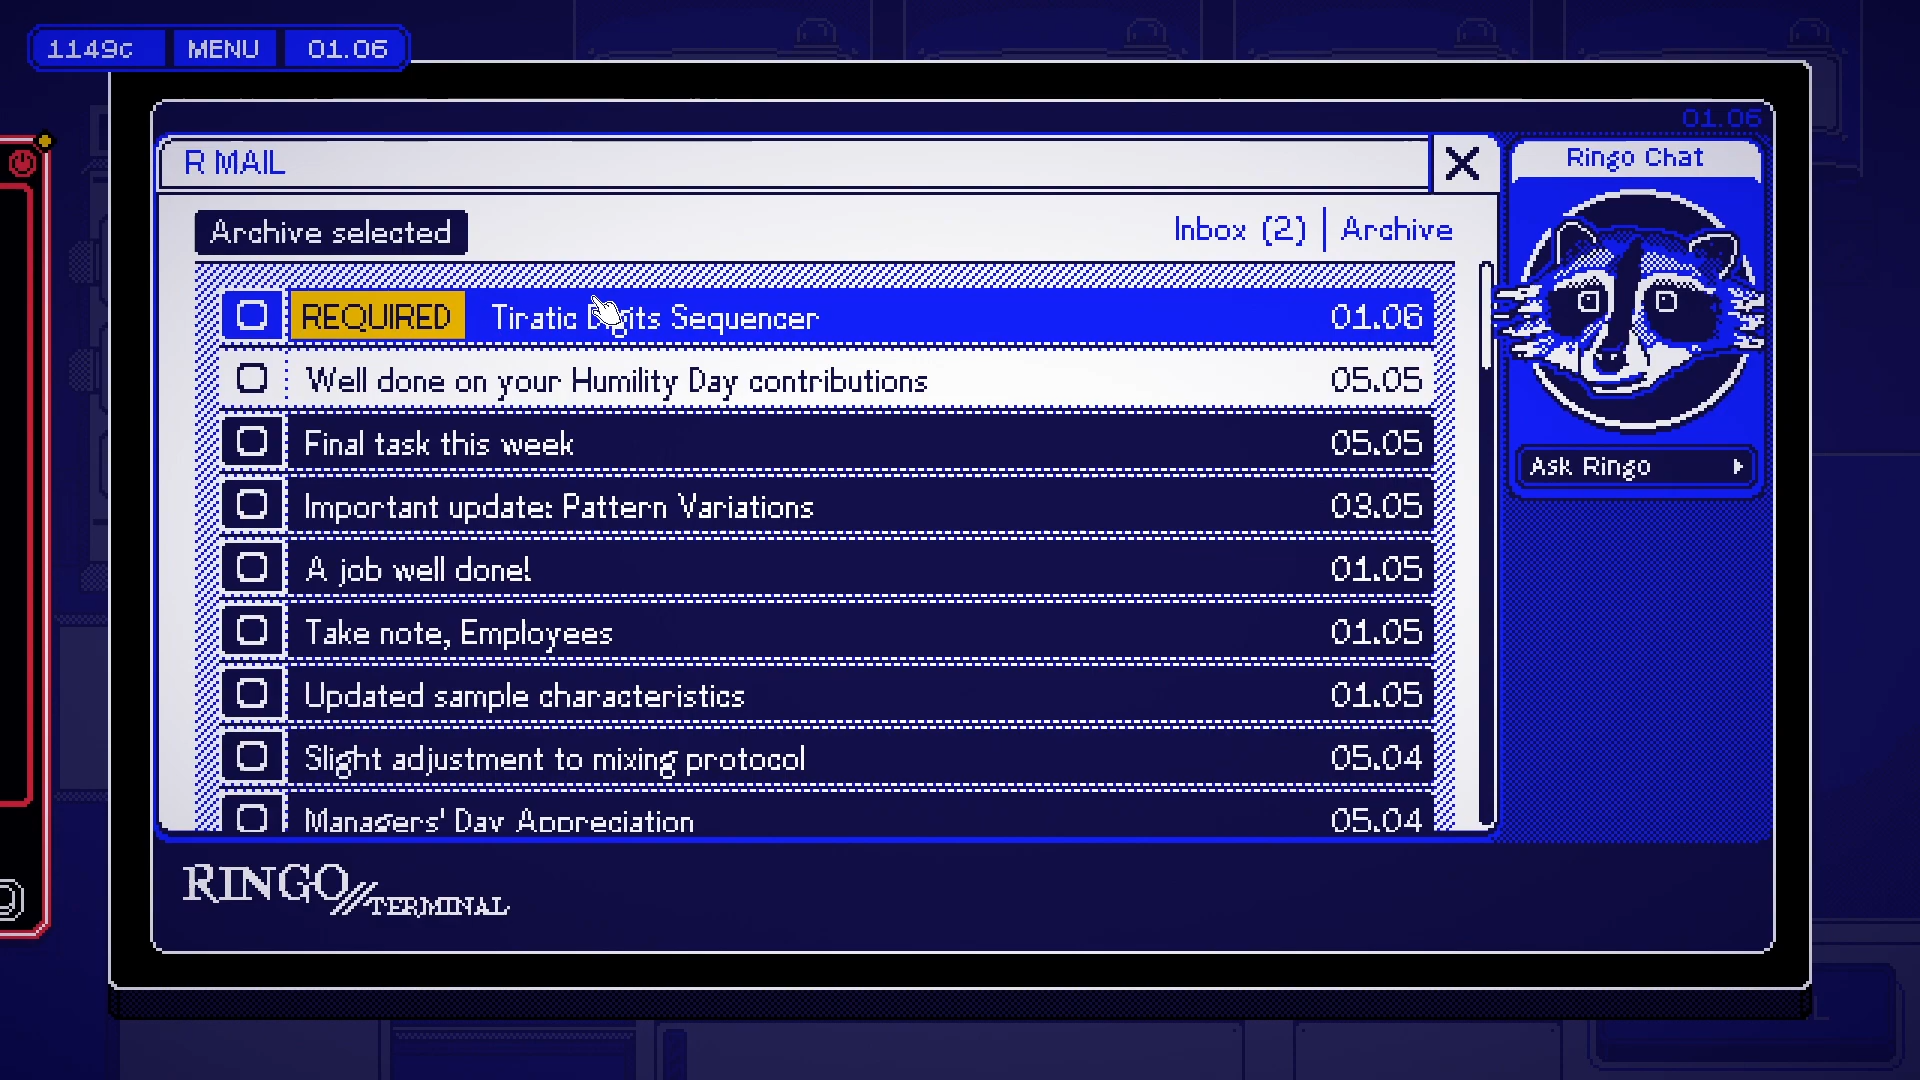 1149c MENU 01.06
01.06
R MAIL
Ringo Chat
Archive selected
Inbox (2) | Archive
REQUIRED Tiratic Digits Sequencer 01.06
Well done on your Humility Day contributions 05.05
Final task this week 05.05
Important update: Pattern Variations 03.05
A job well done! 01.05
Take note, Employees 01.05
Updated sample characteristics 01.05
Slight adjustment to mixing protocol 05.04
Managers' Day Appreciation 05.04
Ask Ringo
RINGO//TERMINAL